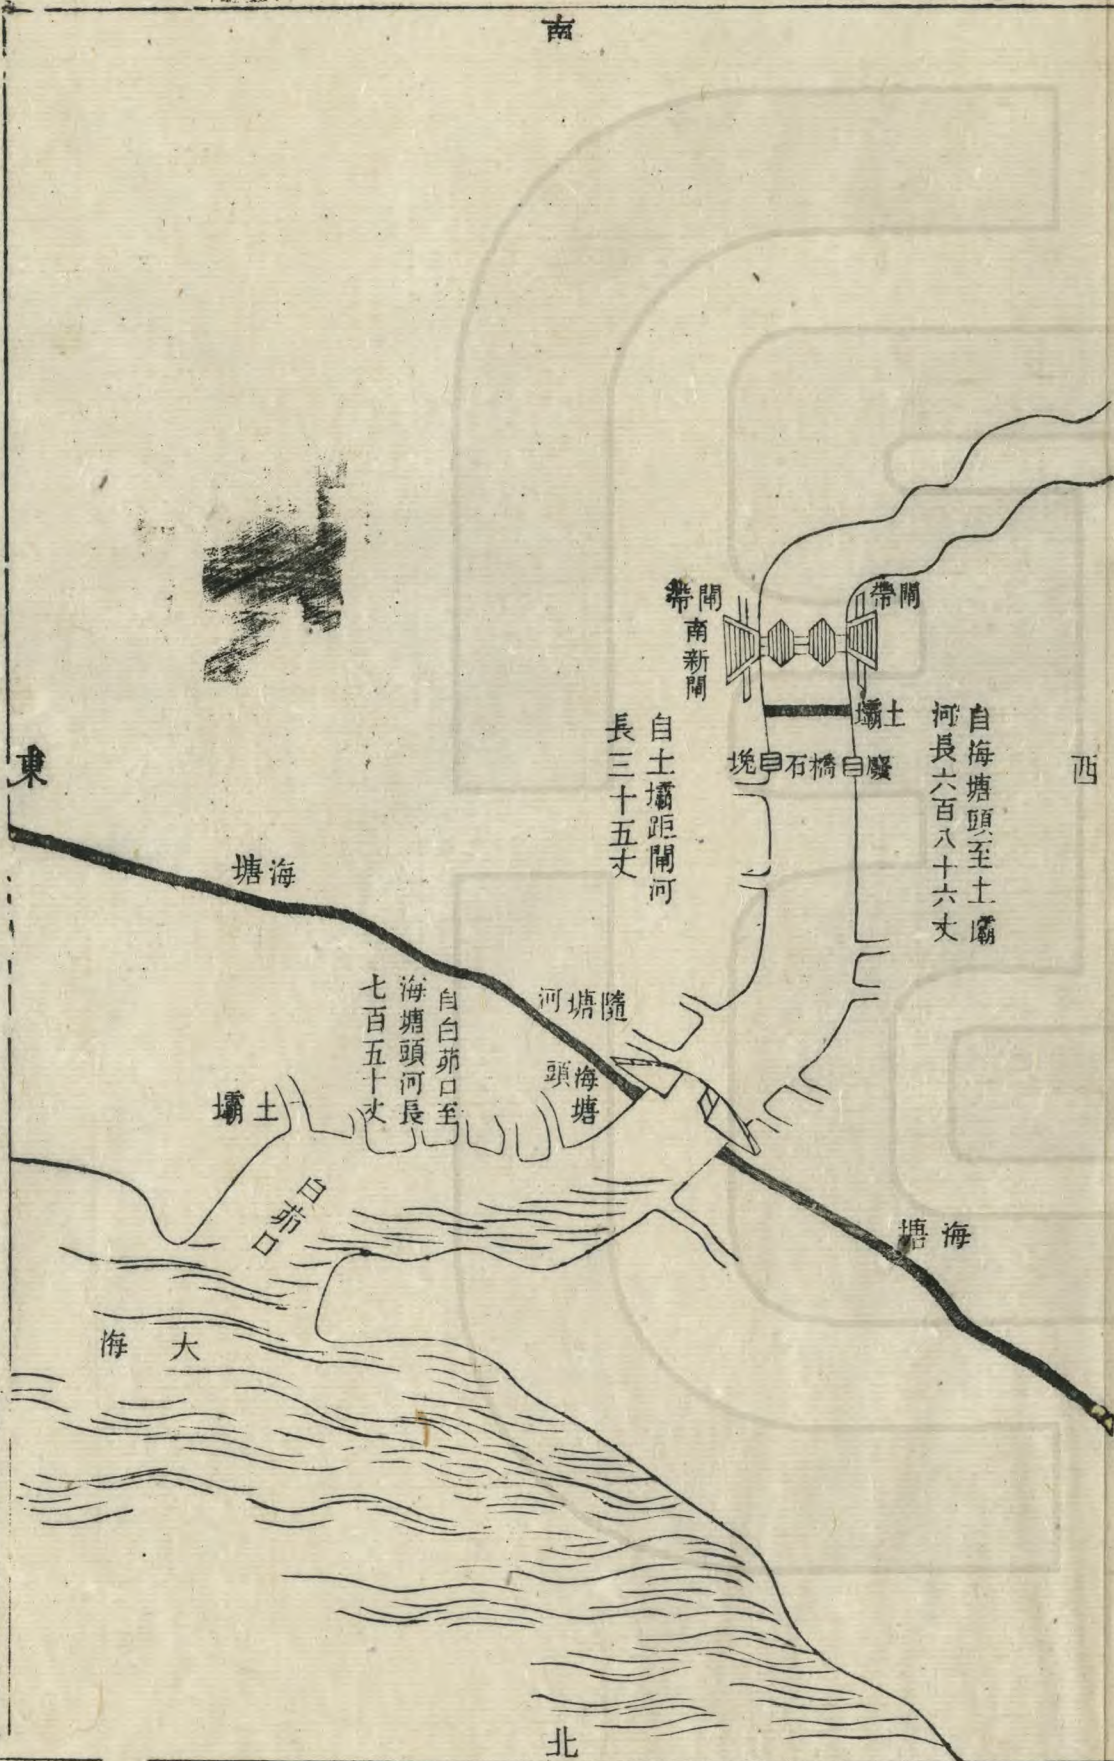 南
閘帶
南新閘
閘帶
土壩
廢石橋堍
自海塘頭至土壩
河長六百八十六丈
自土壩距閘河
長三十五丈
西
東
海塘
隨塘河
海塘
頭
自白茆口至
海塘頭河長
七百五十丈
土壩
白茆口
海塘
大海
北